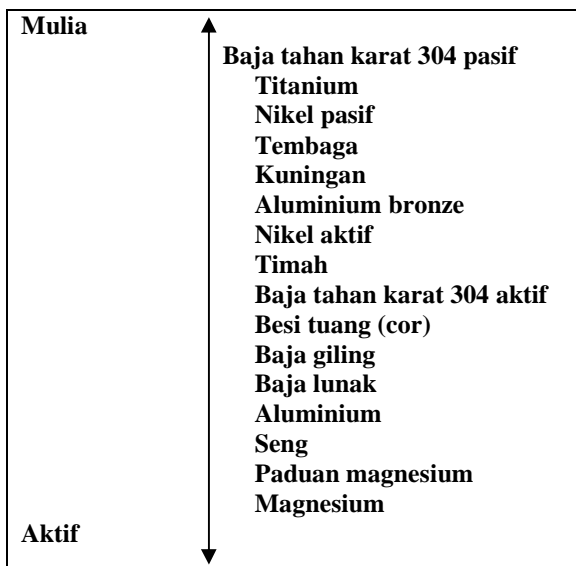 Mulia
Baja tahan karat 304 pasif
Titanium
Nikel pasif
Tembaga
Kuningan
Aluminium bronze
Nikel aktif
Timah
Baja tahan karat 304 aktif
Besi tuang (cor)
Baja giling
Baja lunak
Aluminium
Seng
Paduan magnesium
Magnesium
Aktif